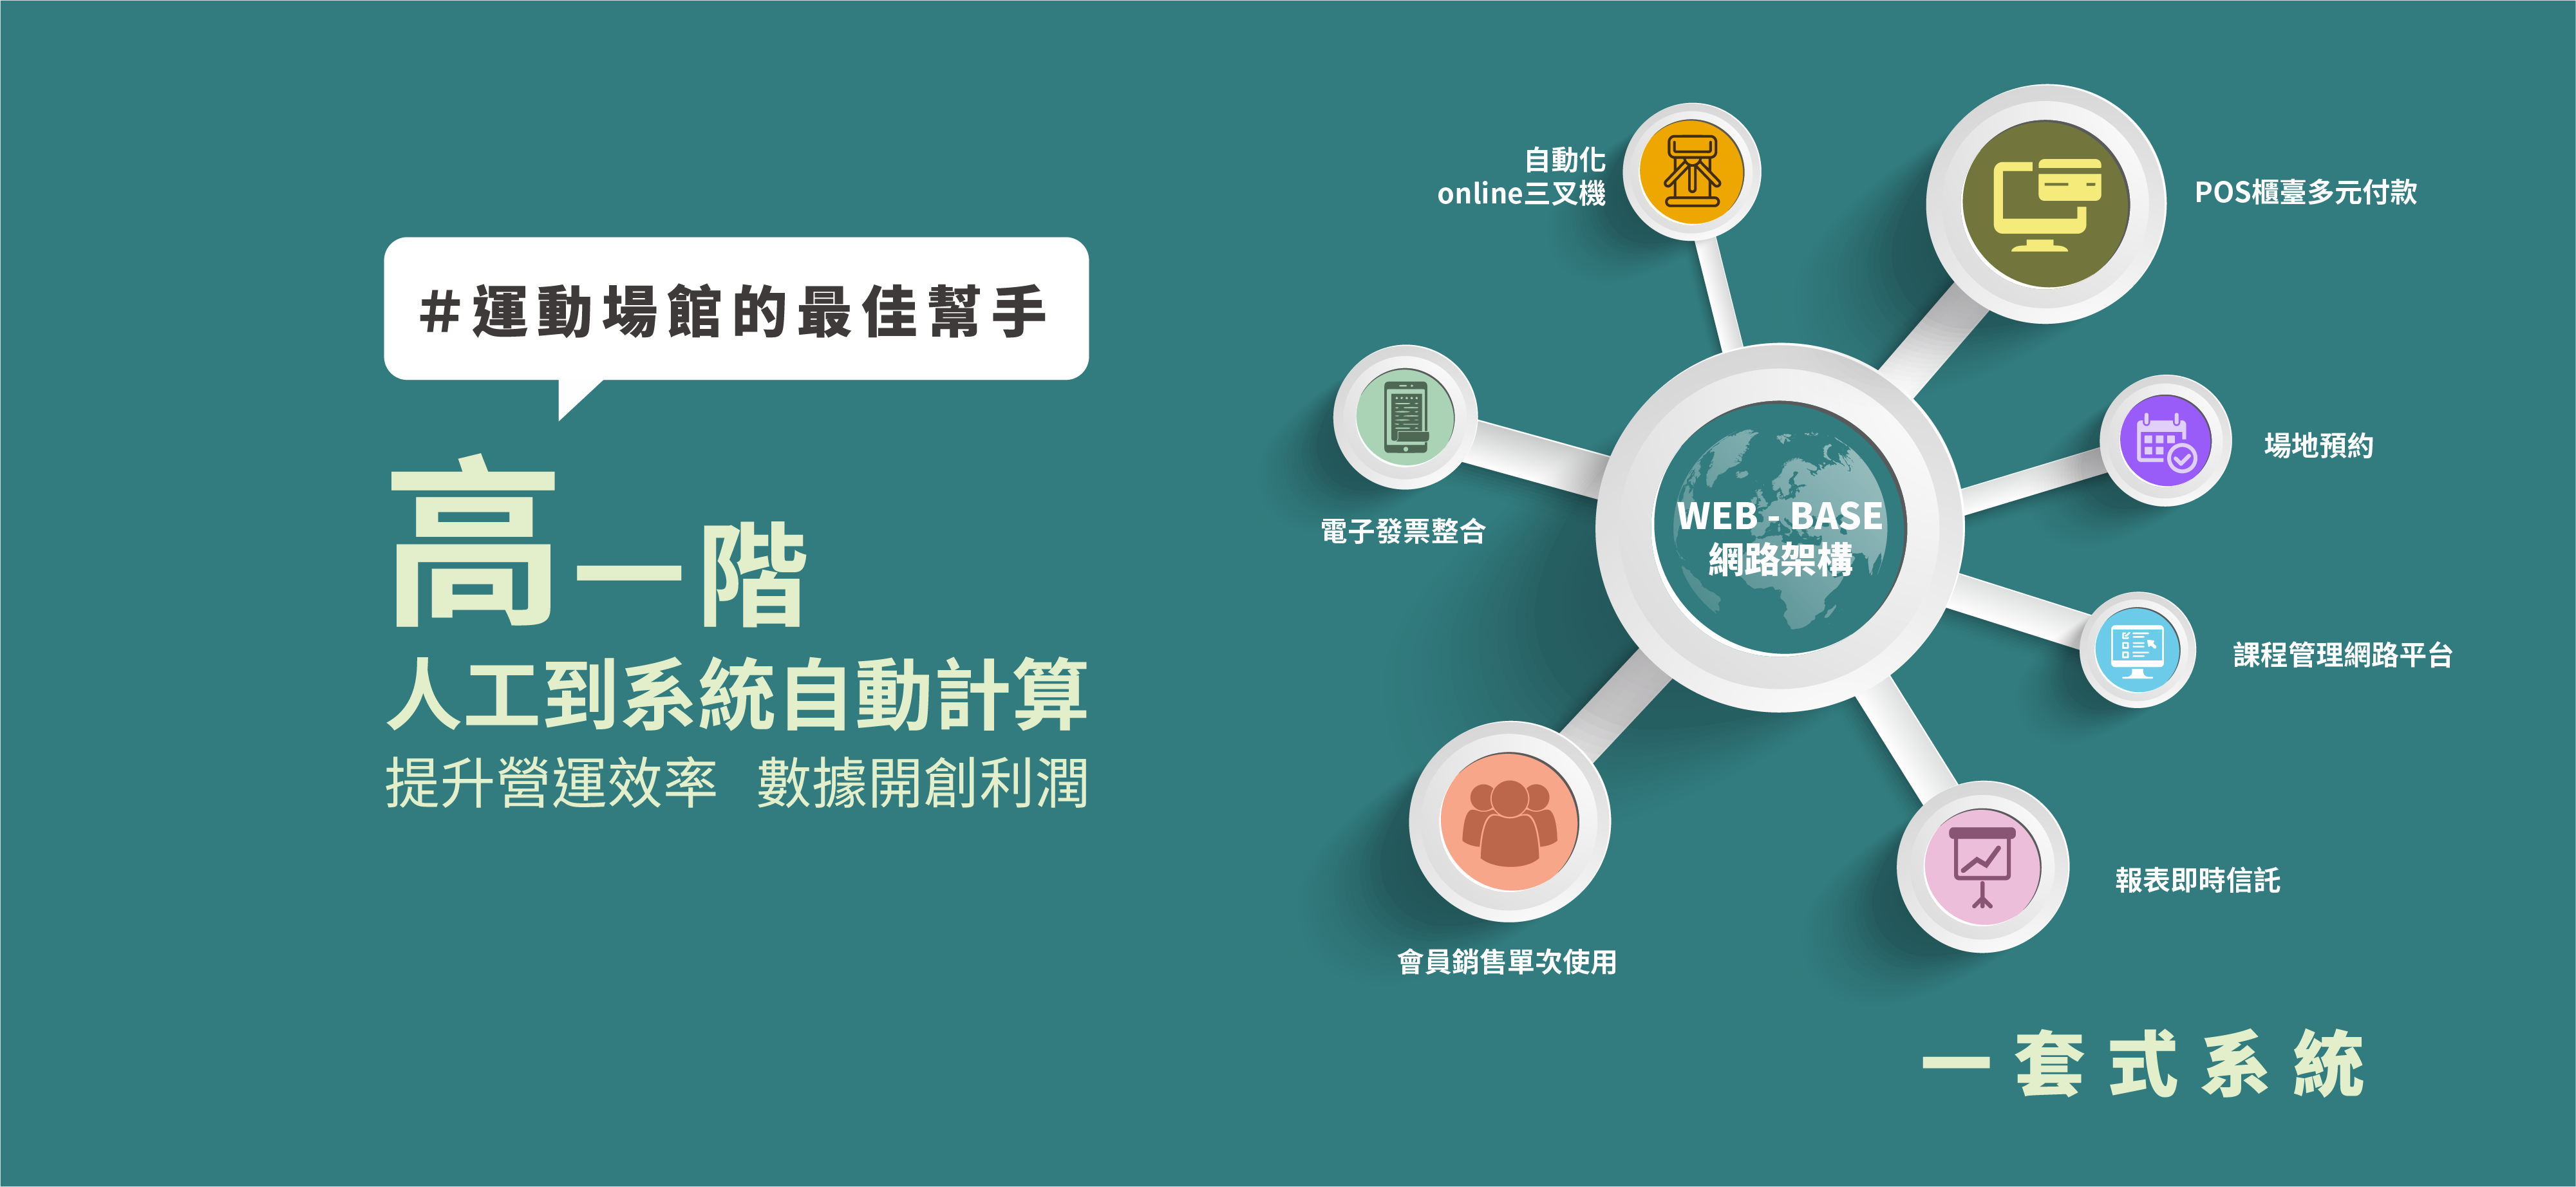 #運動場館的最佳幫手
高一階
人工到系統自動計算
提升營運效率 數據開創利潤
自動化
online三叉機
POS櫃臺多元付款
電子發票整合
WEB - BASE
網路架構
場地預約
課程管理網路平台
報表即時信託
會員銷售單次使用
一套式系統